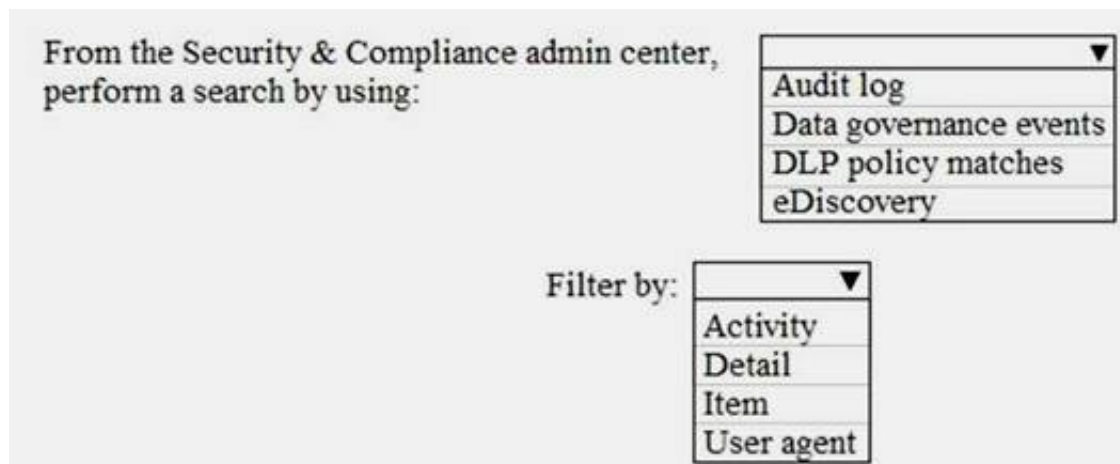 From the Security & Compliance admin center,
perform a search by using:
Audit log
Data governance events
DLP policy matches
eDiscovery
Filter by:
Activity
Detail
Item
User agent